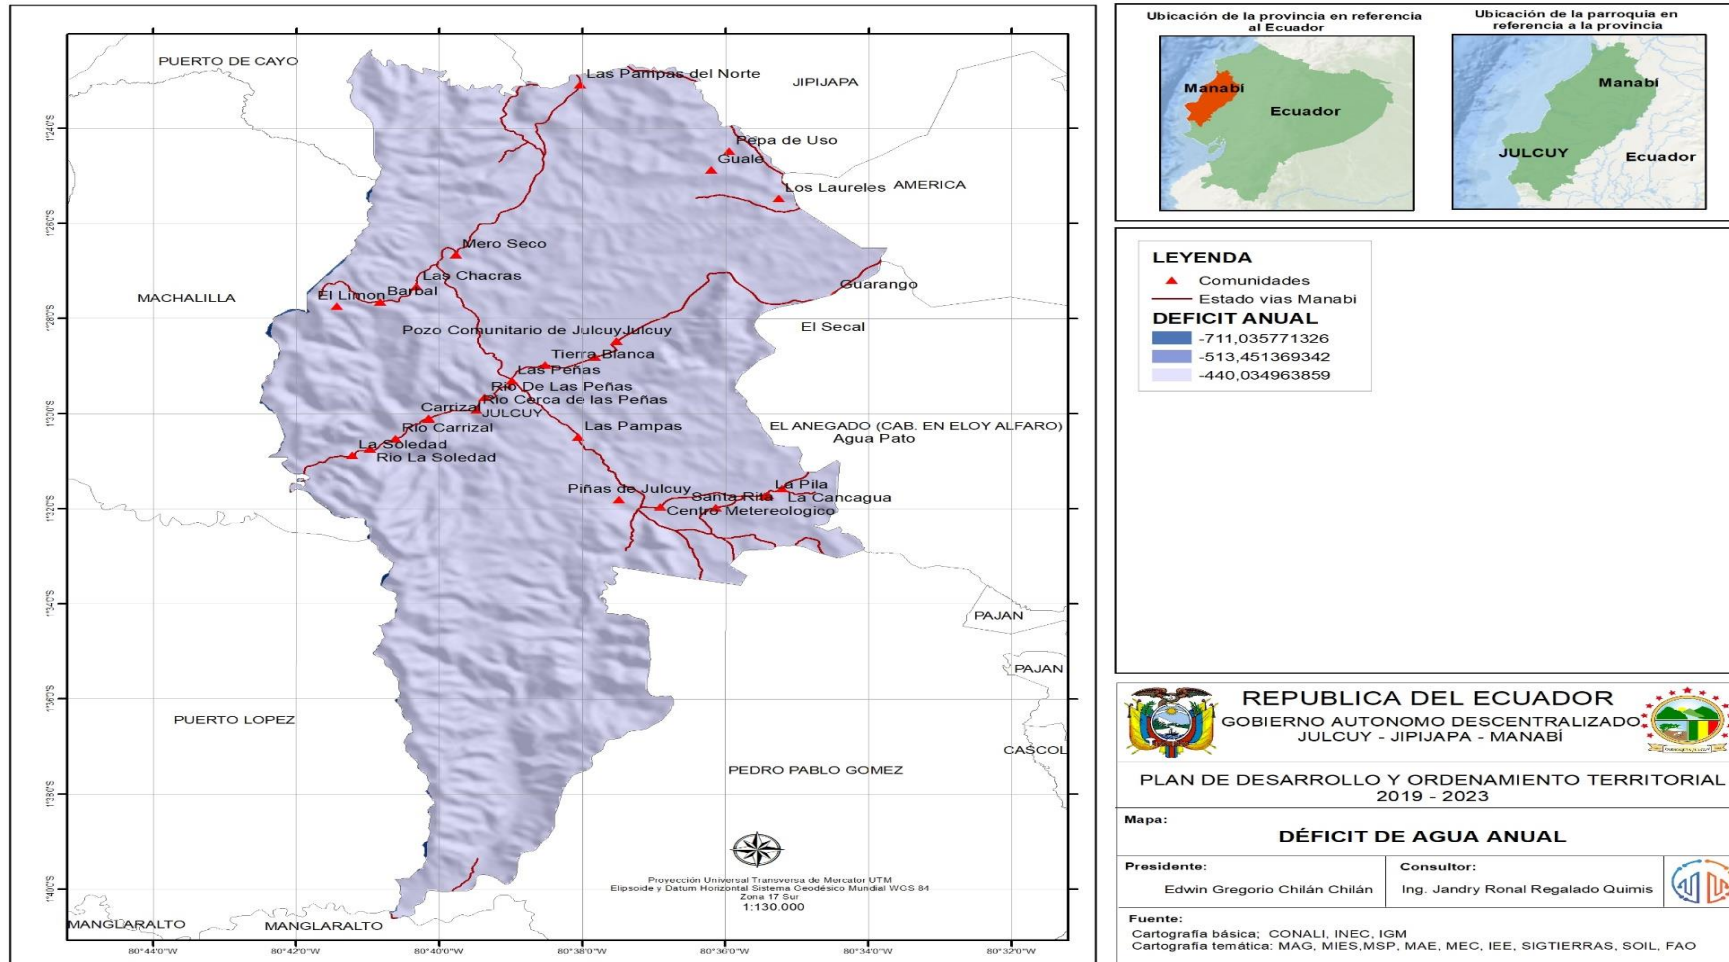 PUERTO DE CAYO
Las Pampas del Norte
JIPIJAPA
Pepa de Uso
Guale
Los Laureles
AMERICA
Mero Seco
Las Chacras
Barbal
El Limon
MACHALILLA
Guarango
El Secal
Pozo Comunitario de Julcuy
Julcuy
Tierra Blanca
Las Peñas
Río De Las Peñas
Río Cerca de las Peñas
Carrizal
JULCUY
Río Carrizal
Las Pampas
EL ANEGADO (CAB. EN ELOY ALFARO)
Agua Pato
La Soledad
Río La Soledad
Piñas de Julcuy
La Pila
Santa Rita
La Cancagua
Centro Metereologico
PAJAN
PAJAN
PUERTO LOPEZ
CASCOL
PEDRO PABLO GOMEZ
MANGLARALTO
MANGLARALTO
Proyección Universal Transversa de Mercator UTM
Elipsoide y Datum Horizontal Sistema Geodésico Mundial WGS 84
Zona 17 Sur
1:130.000
1°24'0"S
1°26'0"S
1°28'0"S
1°30'0"S
1°32'0"S
1°34'0"S
1°36'0"S
1°38'0"S
1°40'0"S
80°44'0"W
80°42'0"W
80°40'0"W
80°38'0"W
80°36'0"W
80°34'0"W
80°32'0"W
Ubicación de la provincia en referencia
al Ecuador
Manabí
Ecuador
Ubicación de la parroquia en
referencia a la provincia
Manabí
JULCUY
Ecuador
LEYENDA
Comunidades
Estado vias Manabi
DEFICIT ANUAL
-711,035771326
-513,451369342
-440,034963859
REPUBLICA DEL ECUADOR
GOBIERNO AUTONOMO DESCENTRALIZADO
JULCUY - JIPIJAPA - MANABÍ
PLAN DE DESARROLLO Y ORDENAMIENTO TERRITORIAL
2019 - 2023
Mapa:
DÉFICIT DE AGUA ANUAL
Presidente:
Edwin Gregorio Chilán Chilán
Consultor:
Ing. Jandry Ronal Regalado Quimis
Fuente:
Cartografía básica; CONALI, INEC, IGM
Cartografía temática: MAG, MIES,MSP, MAE, MEC, IEE, SIGTIERRAS, SOIL, FAO